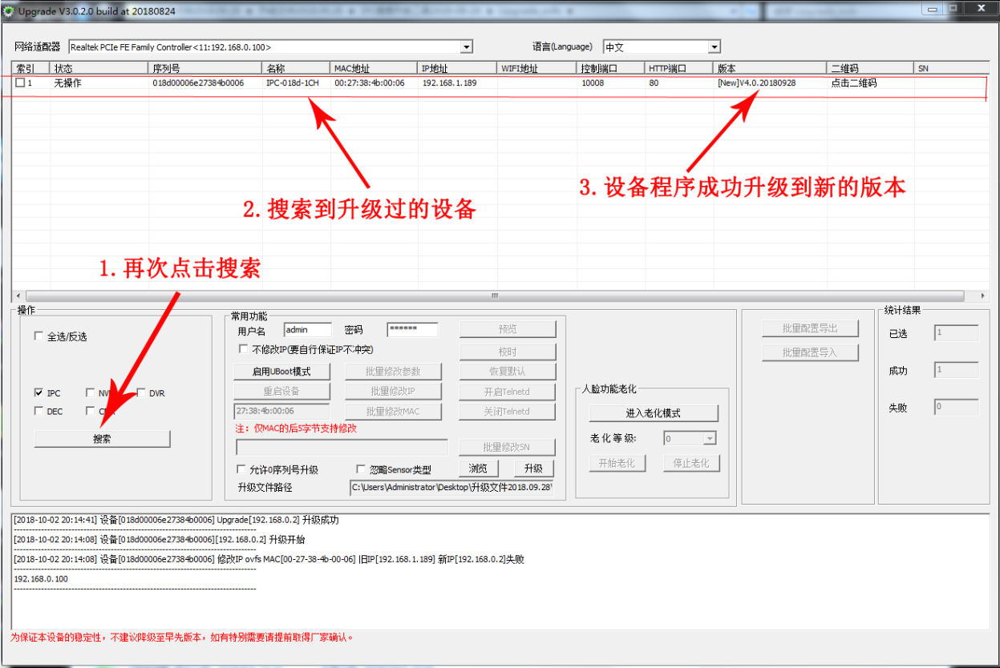 Upgrade V3.0.2.0 build at 20180824
网络适配器 Realtek PCIe FE Family Controller<11:192.168.0.100> 语言(Language) 中文
索引 状态 序列号 名称 MAC地址 IP地址 WIFI地址 控制端口 HTTP端口 版本 二维码 SN
1 无操作 018d00006e27384b0006 IPC-018d-1CH 00:27:38:4b:00:06 192.168.1.189 10008 80 [New]V4.0.20180928 点击二维码
3.设备程序成功升级到新的版本
2.搜索到升级过的设备
1.再次点击搜索
操作
全选/反选
IPC DVR
DEC
搜索
常用功能
用户名 admin 密码 ****** 预览
不修改IP(要自行保证IP不冲突) 校时
启用UBoot模式 批量修改参数 恢复默认
重启设备 批量修改IP 开启Telnetd
27:38:4b:00:06 批量修改MAC 关闭Telnetd
注：仅MAC的后5字节支持修改
批量修改SN
允许0序列号升级 忽略Sensor类型 浏览 升级
升级文件路径 C:\Users\Administrator\Desktop\升级文件2018.09.28\
人脸功能老化
进入老化模式
老化等级: 0
开始老化 停止老化
批量配置导出
批量配置导入
统计结果
已选 1
成功 1
失败 0
[2018-10-02 20:14:41] 设备[018d00006e27384b0006] Upgrade[192.168.0.2] 升级成功
[2018-10-02 20:14:08] 设备[018d00006e27384b0006][192.168.0.2] 升级开始
[2018-10-02 20:14:08] 设备[018d00006e27384b0006] 修改IP ovfs MAC[00-27-38-4b-00-06] 旧IP[192.168.1.189] 新IP[192.168.0.2]失败
192.168.0.100
为保证本设备的稳定性，不建议降级至早先版本，如有特别需要请提前取得厂家确认。